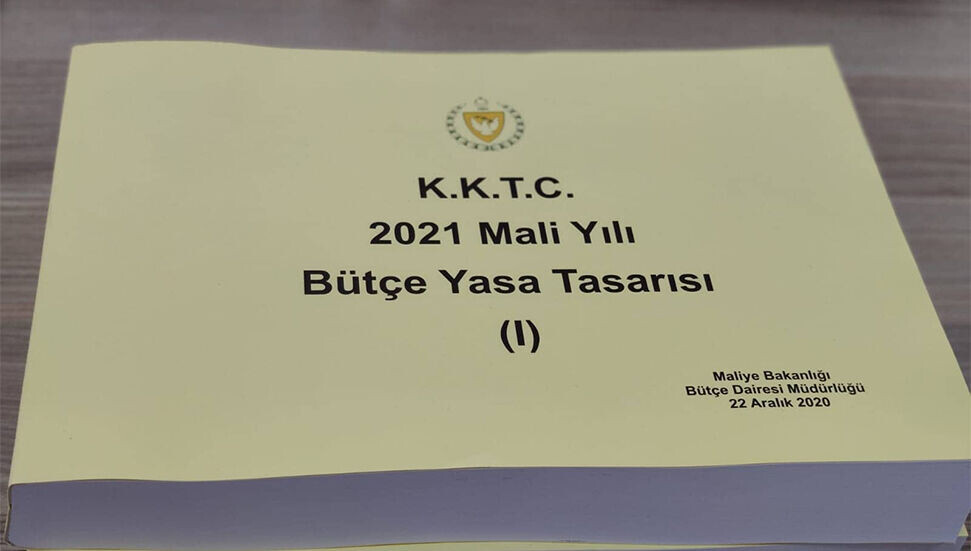 K.K.T.C.
2021 Mali Yılı
Bütçe Yasa Tasarısı
(I)
Maliye Bakanlığı
Bütçe Dairesi Müdürlüğü
22 Aralık 2020